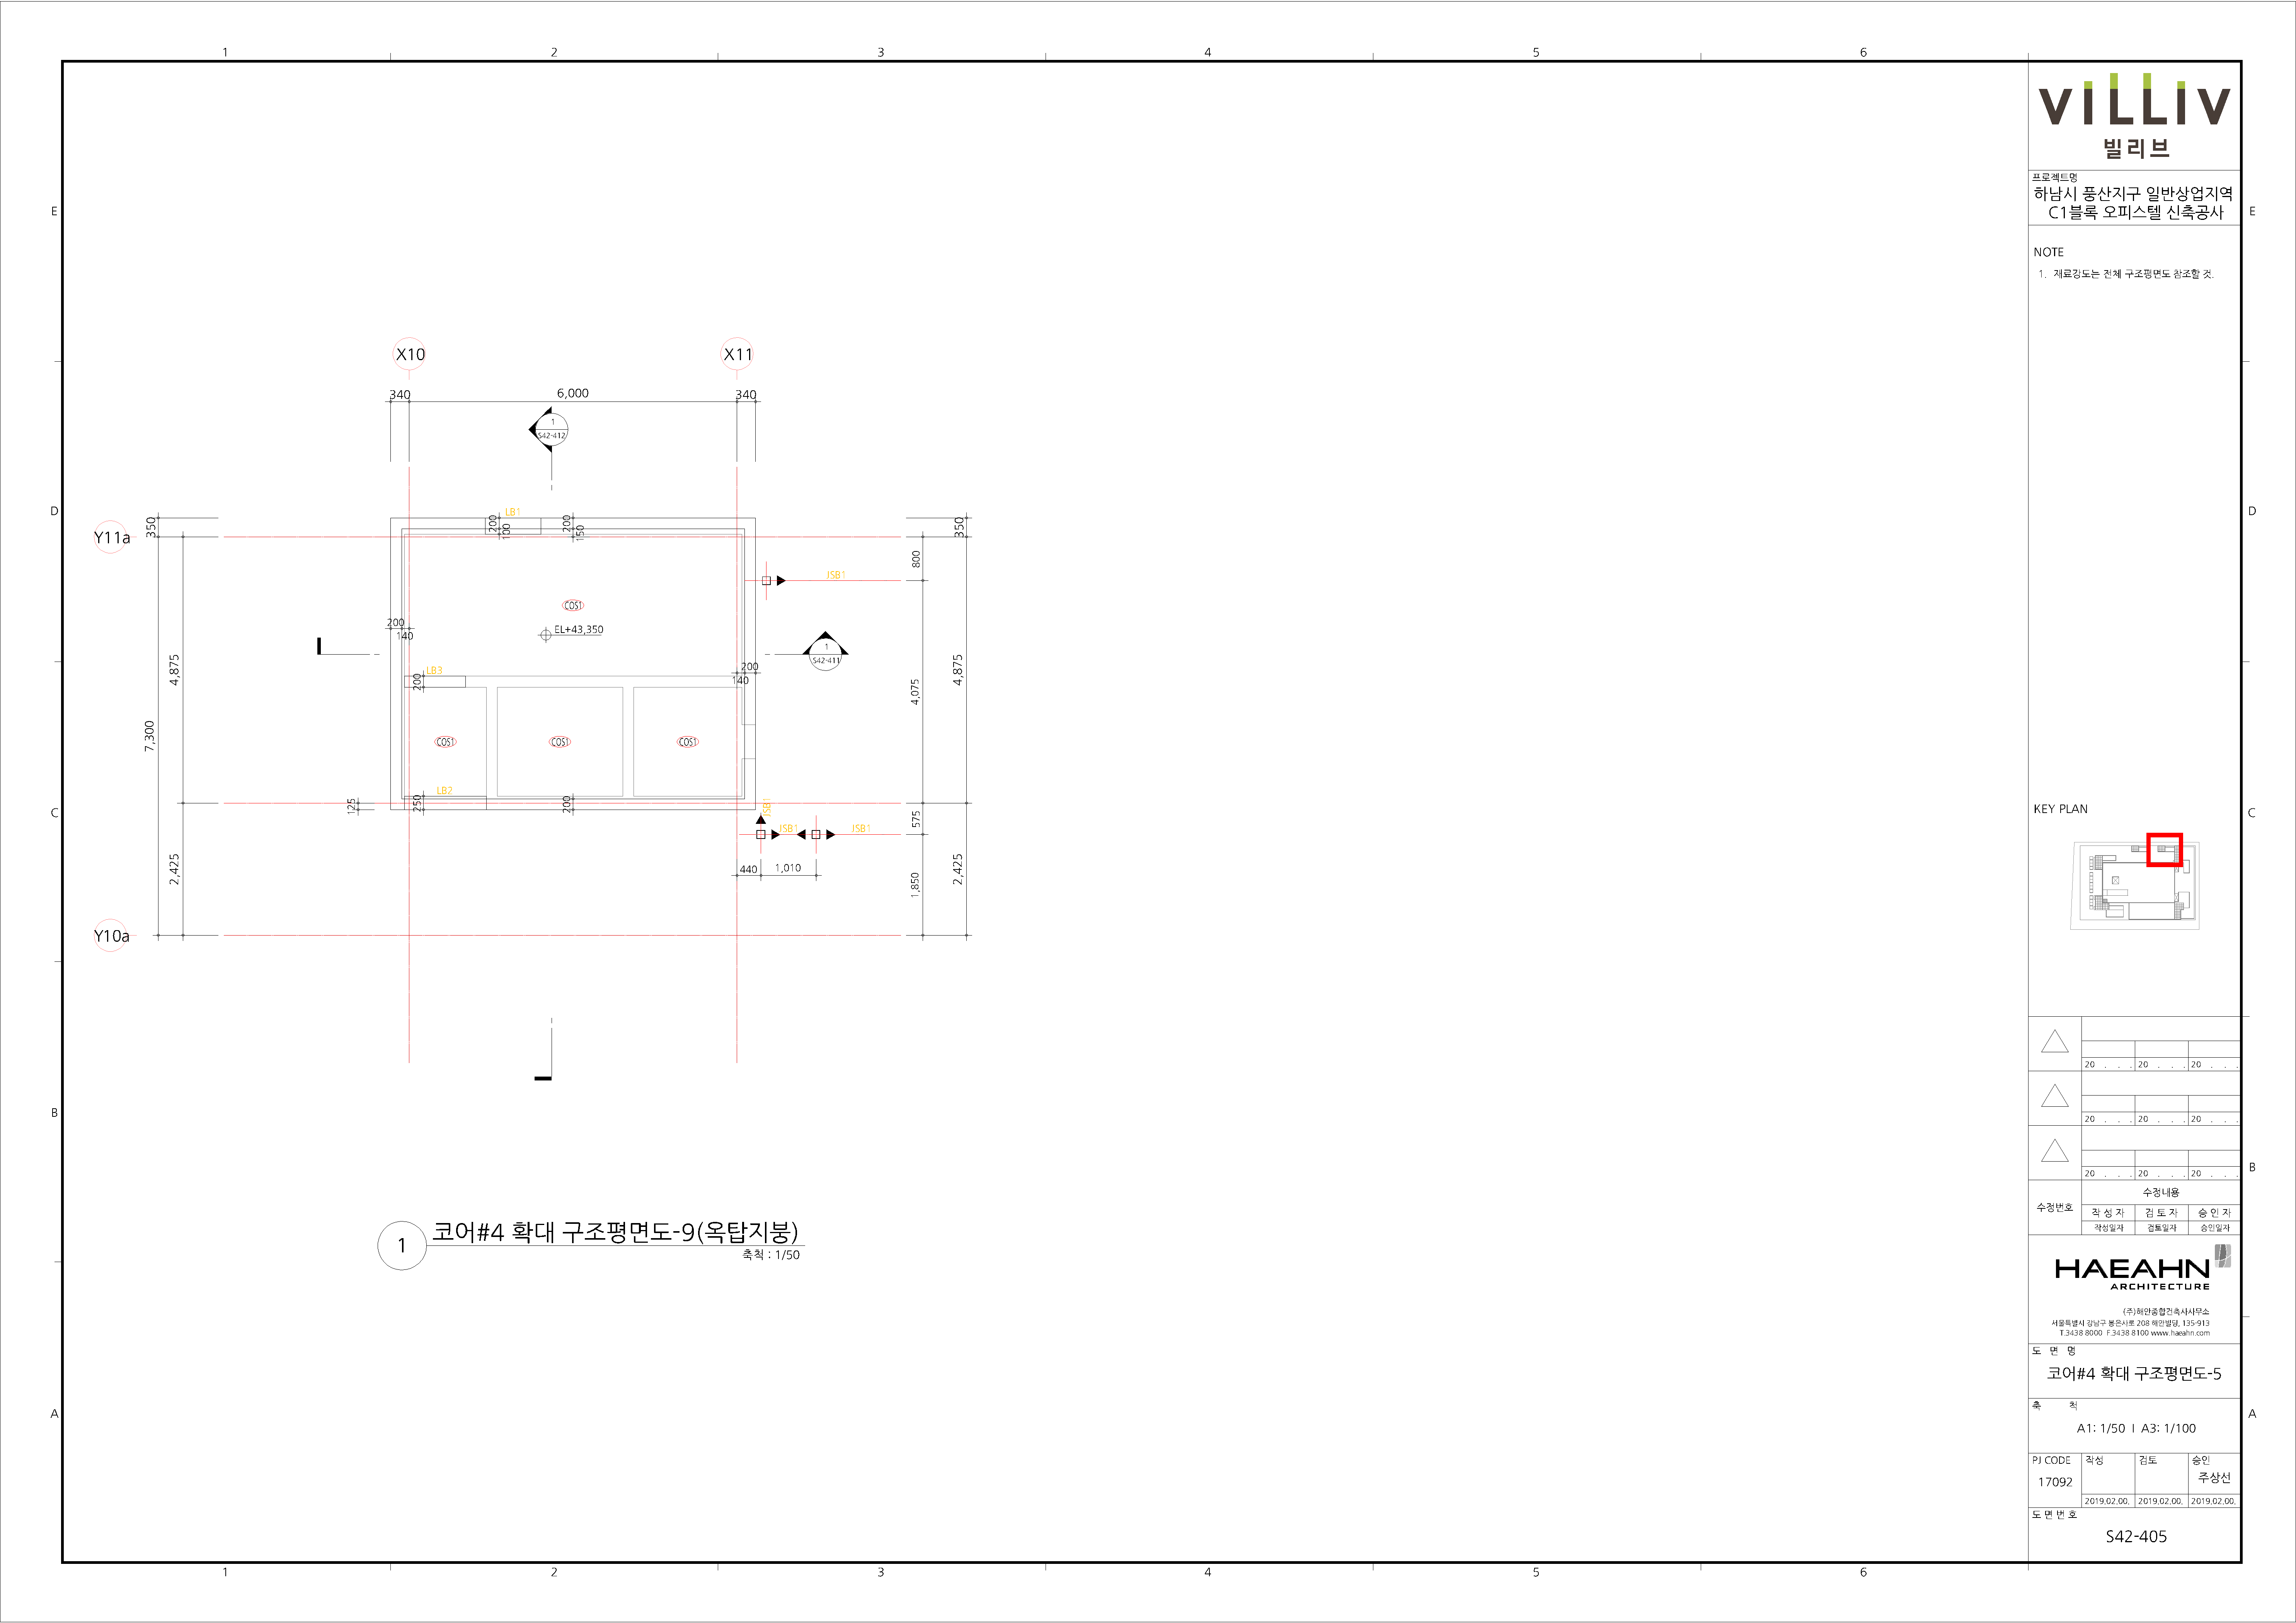 1 2 3 4 5 6
VILLIV
빌리브
프로젝트명
하남시 풍산지구 일반상업지역
C1블록 오피스텔 신축공사
E E
NOTE
1. 재료강도는 전체 구조평면도 참조할 것.
X10 X11
340 6,000 340
1
S42-412
D D
Y11a
350
LB1
200 100 200 150
350
800
JSB1
COS1
EL+43,350
200
140
1
S42-411
4,875
7,300
LB3
200
200
140
4,075
4,875
COS1 COS1 COS1
LB2
125 250 200
JSB1
JSB1 JSB1
575
C C
KEY PLAN
440 1,010
2,425
1,850
2,425
Y10a
20 . . . 20 . . . 20 . . .
B
20 . . . 20 . . . 20 . . .
B
20 . . . 20 . . . 20 . . .
수정번호
수정내용
작 성 자 검 토 자 승 인 자
작성일자 검토일자 승인일자
1
코어#4 확대 구조평면도-9(옥탑지붕)
축척 : 1/50
HAEAHN
ARCHITECTURE
(주)해안종합건축사사무소
서울특별시 강남구 봉은사로 208 해안빌딩, 135-913
T.3438 8000 F.3438 8100 www.haeahn.com
도 면 명
코어#4 확대 구조평면도-5
A A
축 척
A1: 1/50 I A3: 1/100
PJ CODE 작성 검토 승인
17092 주상선
2019.02.00. 2019.02.00. 2019.02.00.
도 면 번 호
S42-405
1 2 3 4 5 6